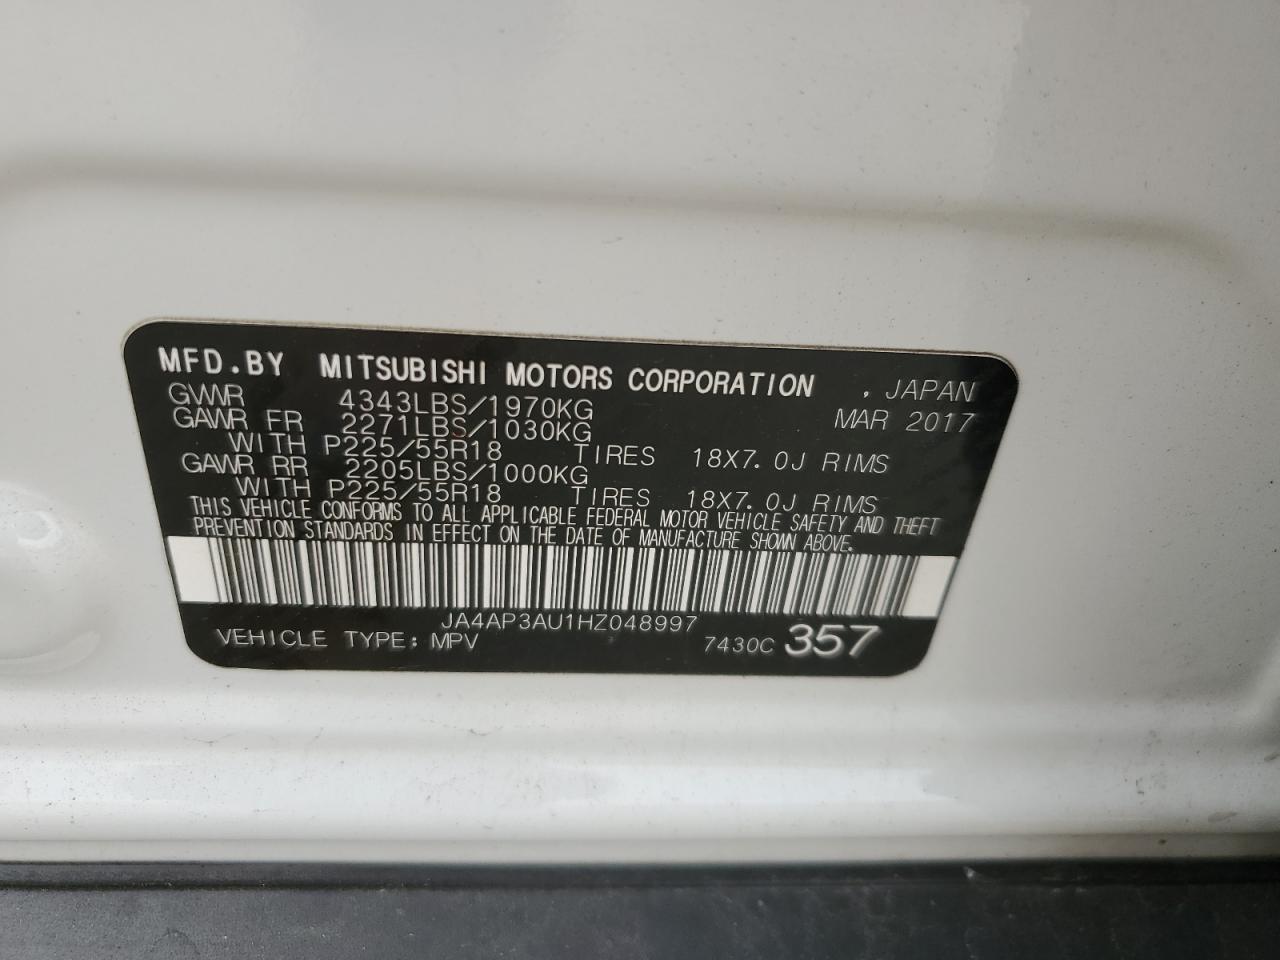 MFD.BY MITSUBISHI MOTORS CORPORATION , JAPAN
GVWR 4343LBS/1970KG MAR 2017
GAWR FR 2271LBS/1030KG
WITH P225/55R18 TIRES 18X7.0J RIMS
GAWR RR 2205LBS/1000KG
WITH P225/55R18 TIRES 18X7.0J RIMS
THIS VEHICLE CONFORMS TO ALL APPLICABLE FEDERAL MOTOR VEHICLE SAFETY AND THEFT
PREVENTION STANDARDS IN EFFECT ON THE DATE OF MANUFACTURE SHOWN ABOVE.
JA4AP3AU1HZ048997
VEHICLE TYPE: MPV 7430C 357